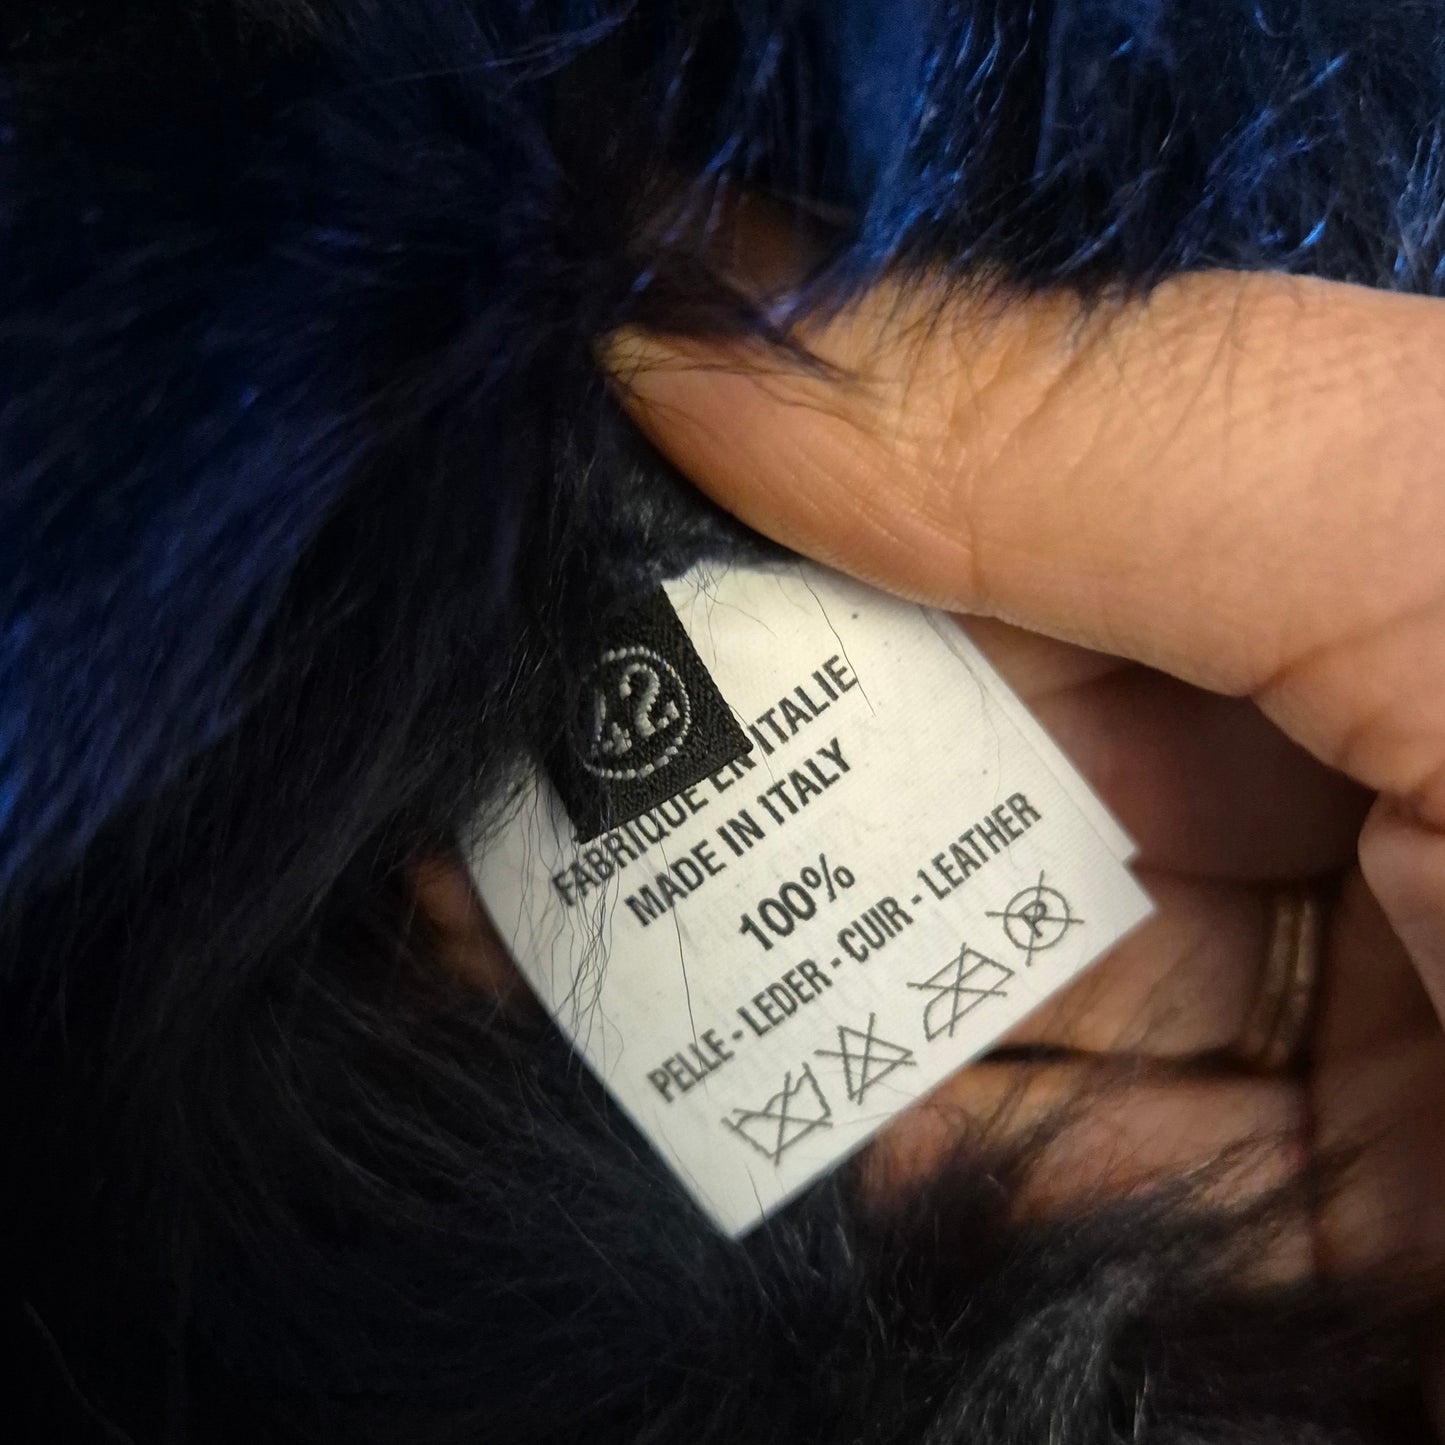 42
FABRIQUE EN ITALIE
MADE IN ITALY
100%
PELLE - LEDER - CUIR - LEATHER
P